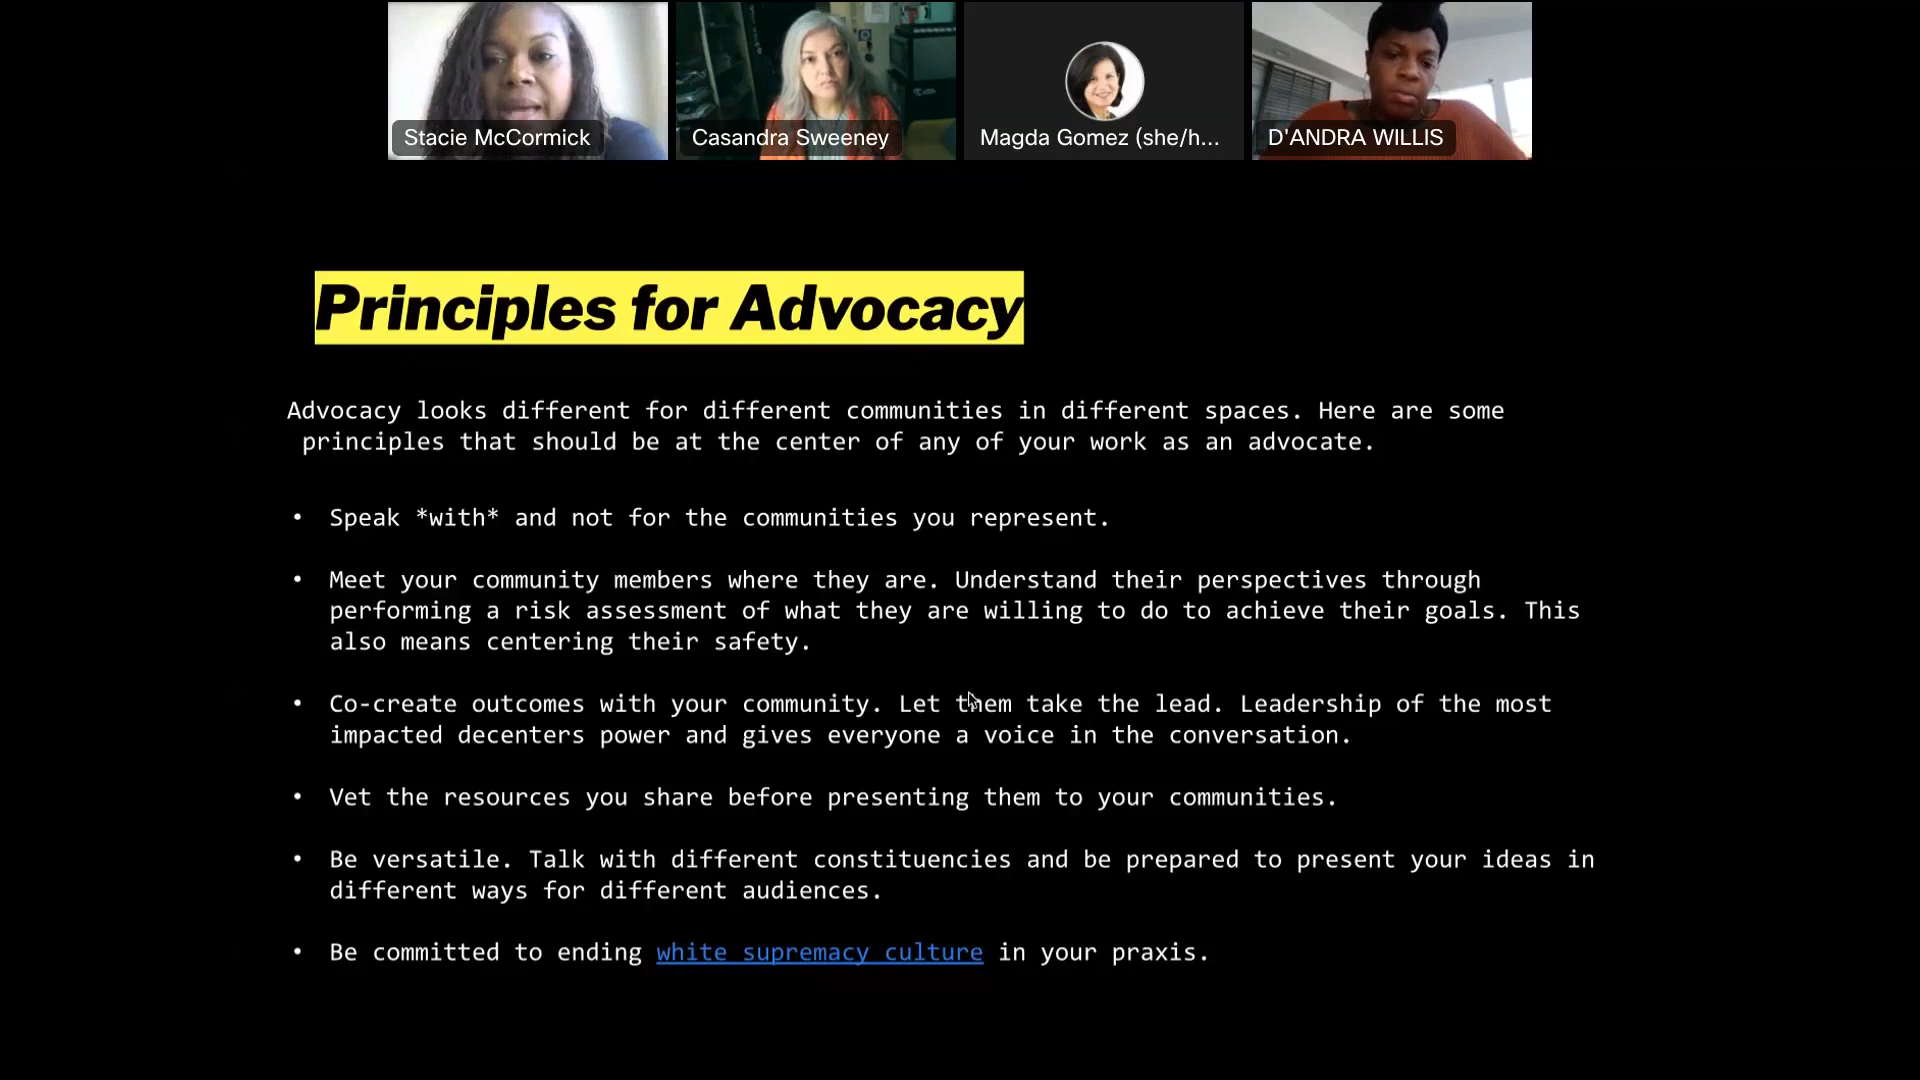 Stacie McCormick
Casandra Sweeney
Magda Gomez (she/h...
D'ANDRA WILLIS
Principles for Advocacy
Advocacy looks different for different communities in different spaces. Here are some
principles that should be at the center of any of your work as an advocate.
• Speak *with* and not for the communities you represent.
• Meet your community members where they are. Understand their perspectives through
performing a risk assessment of what they are willing to do to achieve their goals. This
also means centering their safety.
• Co-create outcomes with your community. Let them take the lead. Leadership of the most
impacted decenters power and gives everyone a voice in the conversation.
• Vet the resources you share before presenting them to your communities.
• Be versatile. Talk with different constituencies and be prepared to present your ideas in
different ways for different audiences.
• Be committed to ending white supremacy culture in your praxis.